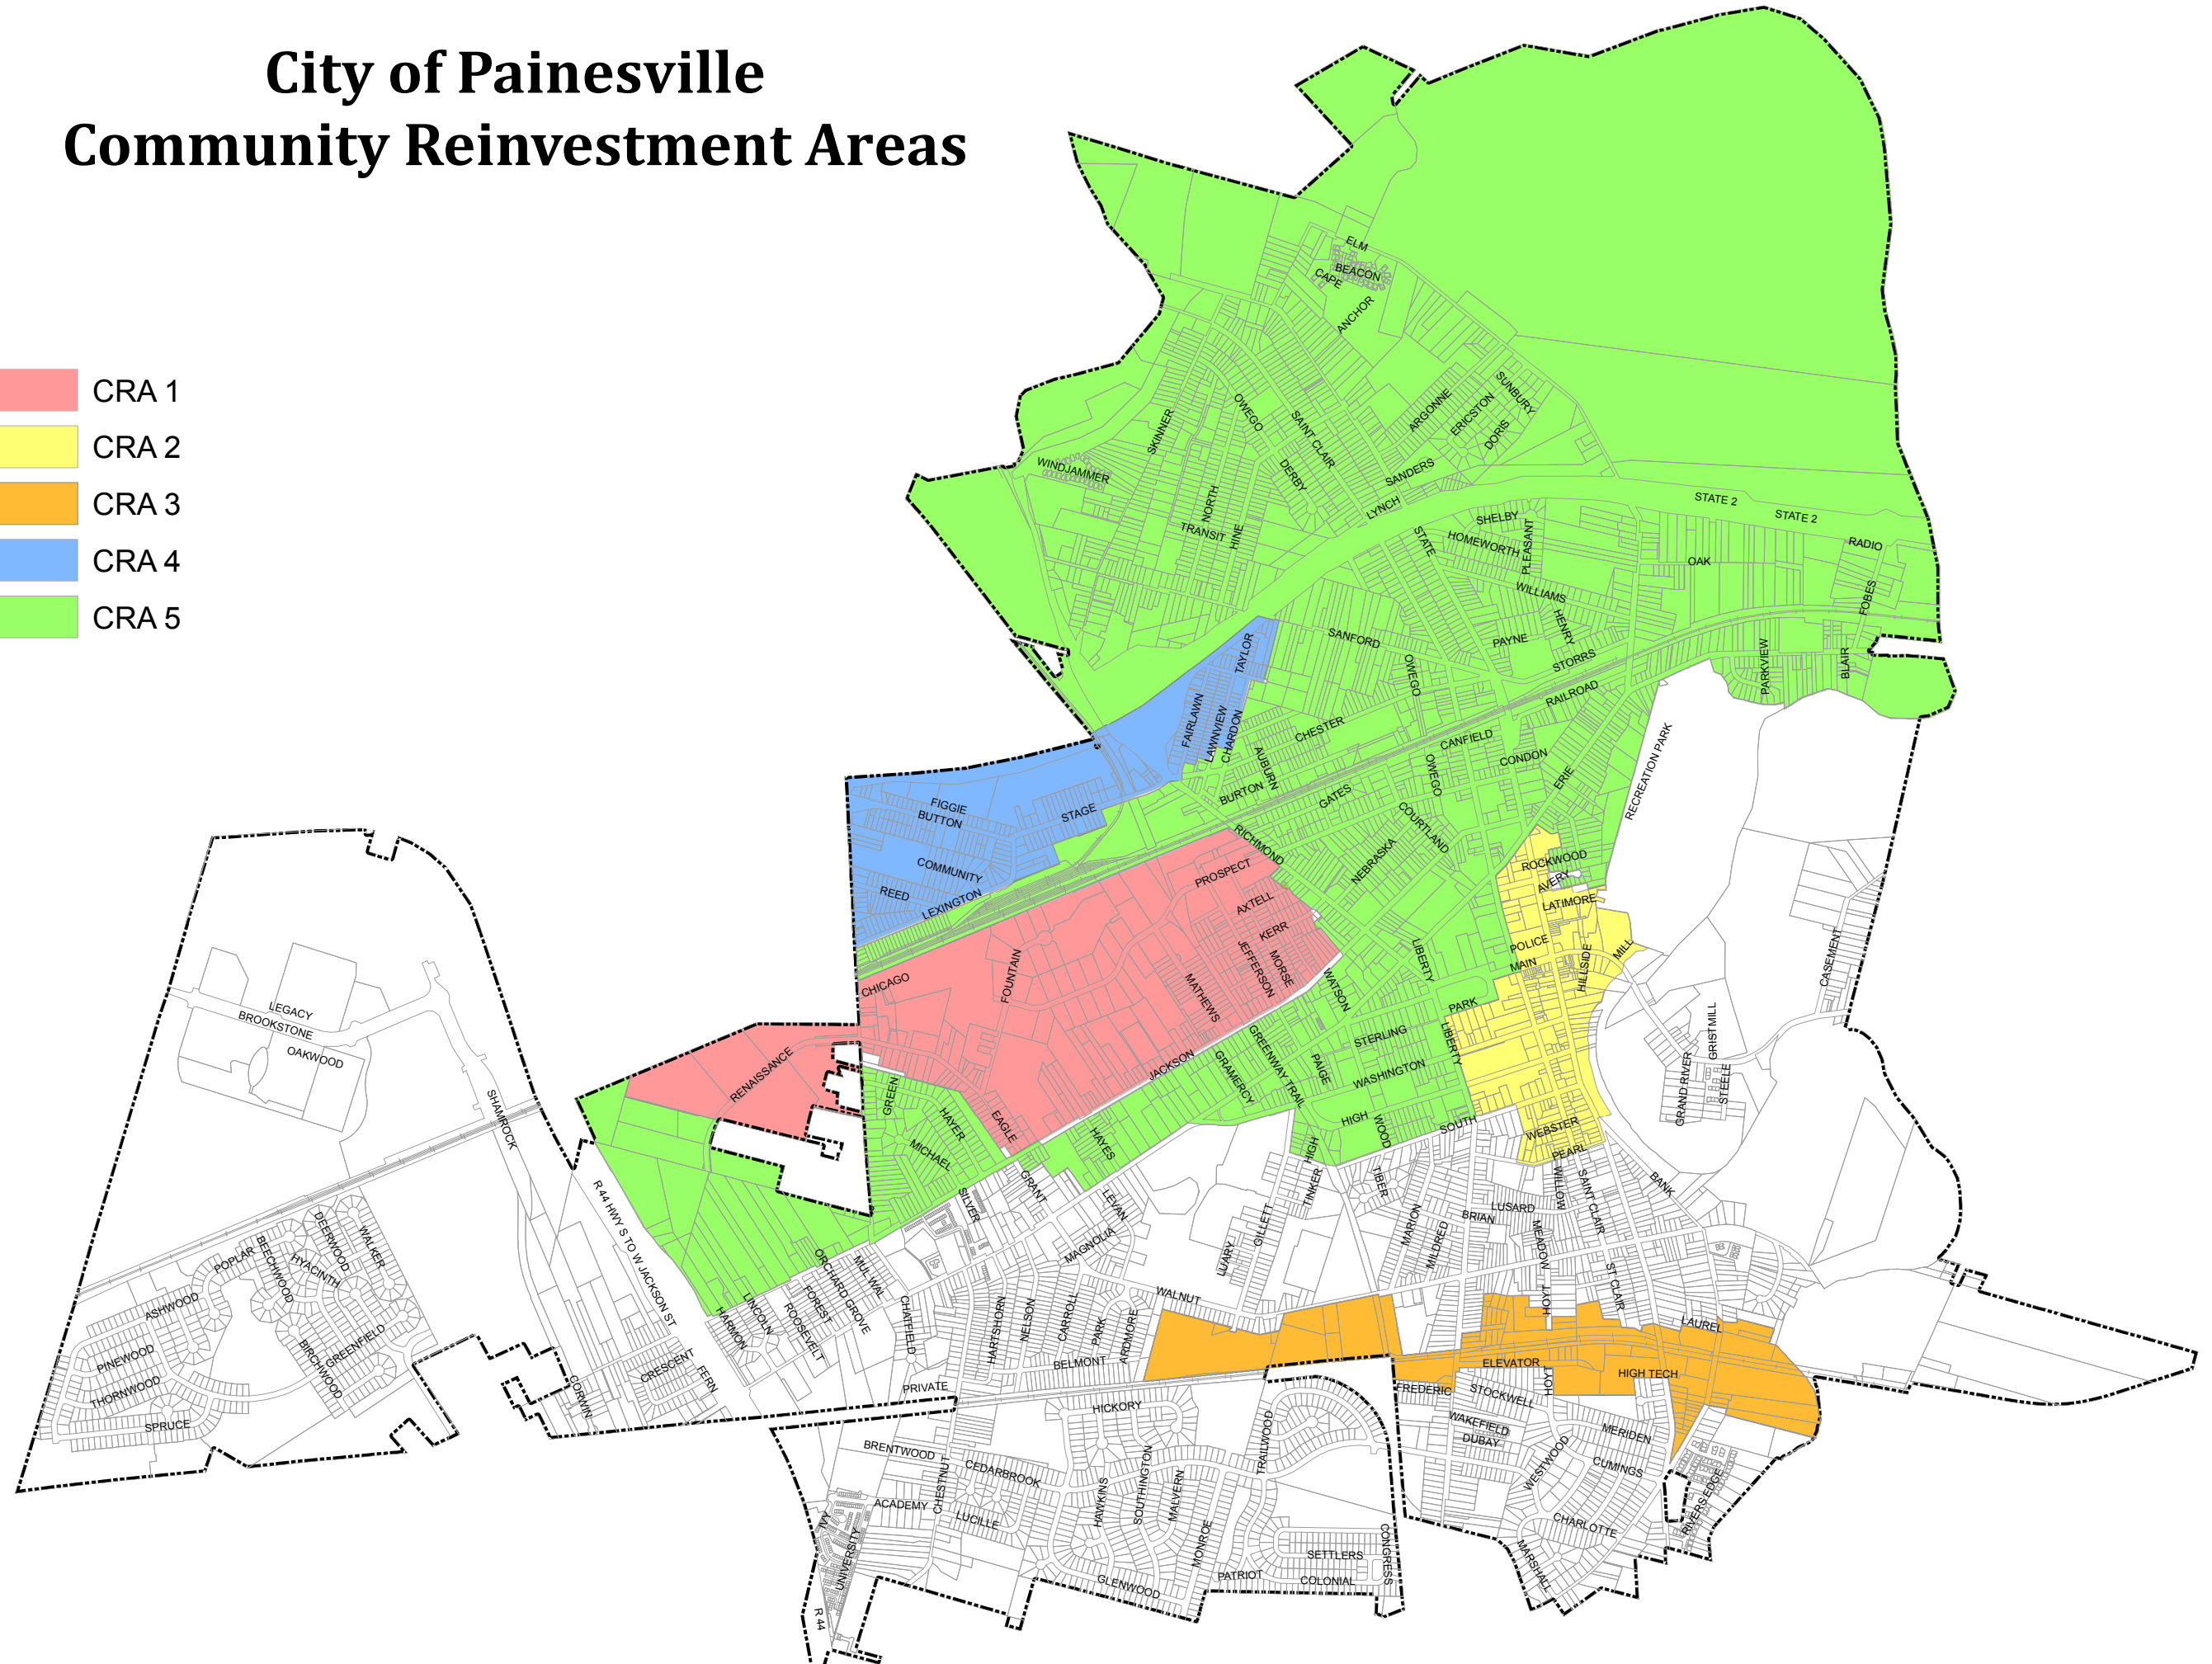 City of Painesville
Community Reinvestment Areas
CRA 1
CRA 2
CRA 3
CRA 4
CRA 5
ELM
BEACON
CAPE
ANCHOR
SUNBURY
ARGONNE
ERICSTON
DORIS
OWEGO
SAINT CLAIR
SKINNER
DERBY
SANDERS
WINDJAMMER
NORTH
LYNCH
TRANSIT
HINE
STATE 2
STATE 2
SHELBY
STATE
HOMEWORTH
PLEASANT
RADIO
OAK
WILLIAMS
FOBES
HENRY
TAYLOR
SANFORD
PAYNE
OWEGO
STORRS
PARKVIEW
BLAIR
RAILROAD
FAIRLAWN
LAWNVIEW
CHARDON
CHESTER
CANFIELD
RECREATION PARK
AUBURN
CONDON
OWEGO
ERIE
BURTON
GATES
FIGGIE
BUTTON
STAGE
COURTLAND
RICHMOND
NEBRASKA
ROCKWOOD
COMMUNITY
PROSPECT
AVERY
REED
LEXINGTON
AXTELL
LATIMORE
KERR
POLICE
MILL
LIBERTY
JEFFERSON
MORSE
MAIN
HILLSIDE
CASEMENT
CHICAGO
FOUNTAIN
MATHEWS
WATSON
PARK
LEGACY
BROOKSTONE
OAKWOOD
STERLING
LIBERTY
GRISTMILL
GREENWAY TRAIL
JACKSON
GRAMERCY
PAIGE
WASHINGTON
GRAND RIVER
STEELE
RENAISSANCE
GREEN
SHAMROCK
HAYER
EAGLE
HIGH
WOOD
SOUTH
WEBSTER
HAYES
MICHAEL
HIGH
PEARL
GRANT
TINKER
TIBER
WILLOW
SAINT CLAIR
BANK
R 44 HWY S TO W JACKSON ST
SILVER
LEVAN
GILLETT
MARION
LUSARD
BRIAN
MILDRED
MEADOW
DEERWOOD
WALKER
BEECHWOOD
POPLAR
HYACINTH
MAGNOLIA
LUARY
ORCHARD GROVE
MUL WAL
WALNUT
HOYT
ST CLAIR
ASHWOOD
LINCOLN
FOREST
ROOSEVELT
HARMON
CHATFIELD
HARTSHORN
NELSON
CARROLL
PARK
ARDMORE
LAUREL
BIRCHWOOD
GREENFIELD
PINEWOOD
CRESCENT
FERN
BELMONT
ELEVATOR
HIGH TECH
THORNWOOD
CORWIN
PRIVATE
FREDERIC
STOCKWELL
HOYT
SPRUCE
HICKORY
TRAILWOOD
WAKEFIELD
DUBAY
MERIDEN
BRENTWOOD
CEDARBROOK
CHESTNUT
SOUTHINGTON
WESTWOOD
CUMINGS
HAWKINS
MALVERN
RIVERS EDGE
ACADEMY
IVY
LUCILLE
CHARLOTTE
MONROE
UNIVERSITY
SETTLERS
CONGRESS
MARSHALL
GLENWOOD
PATRIOT
COLONIAL
R 44